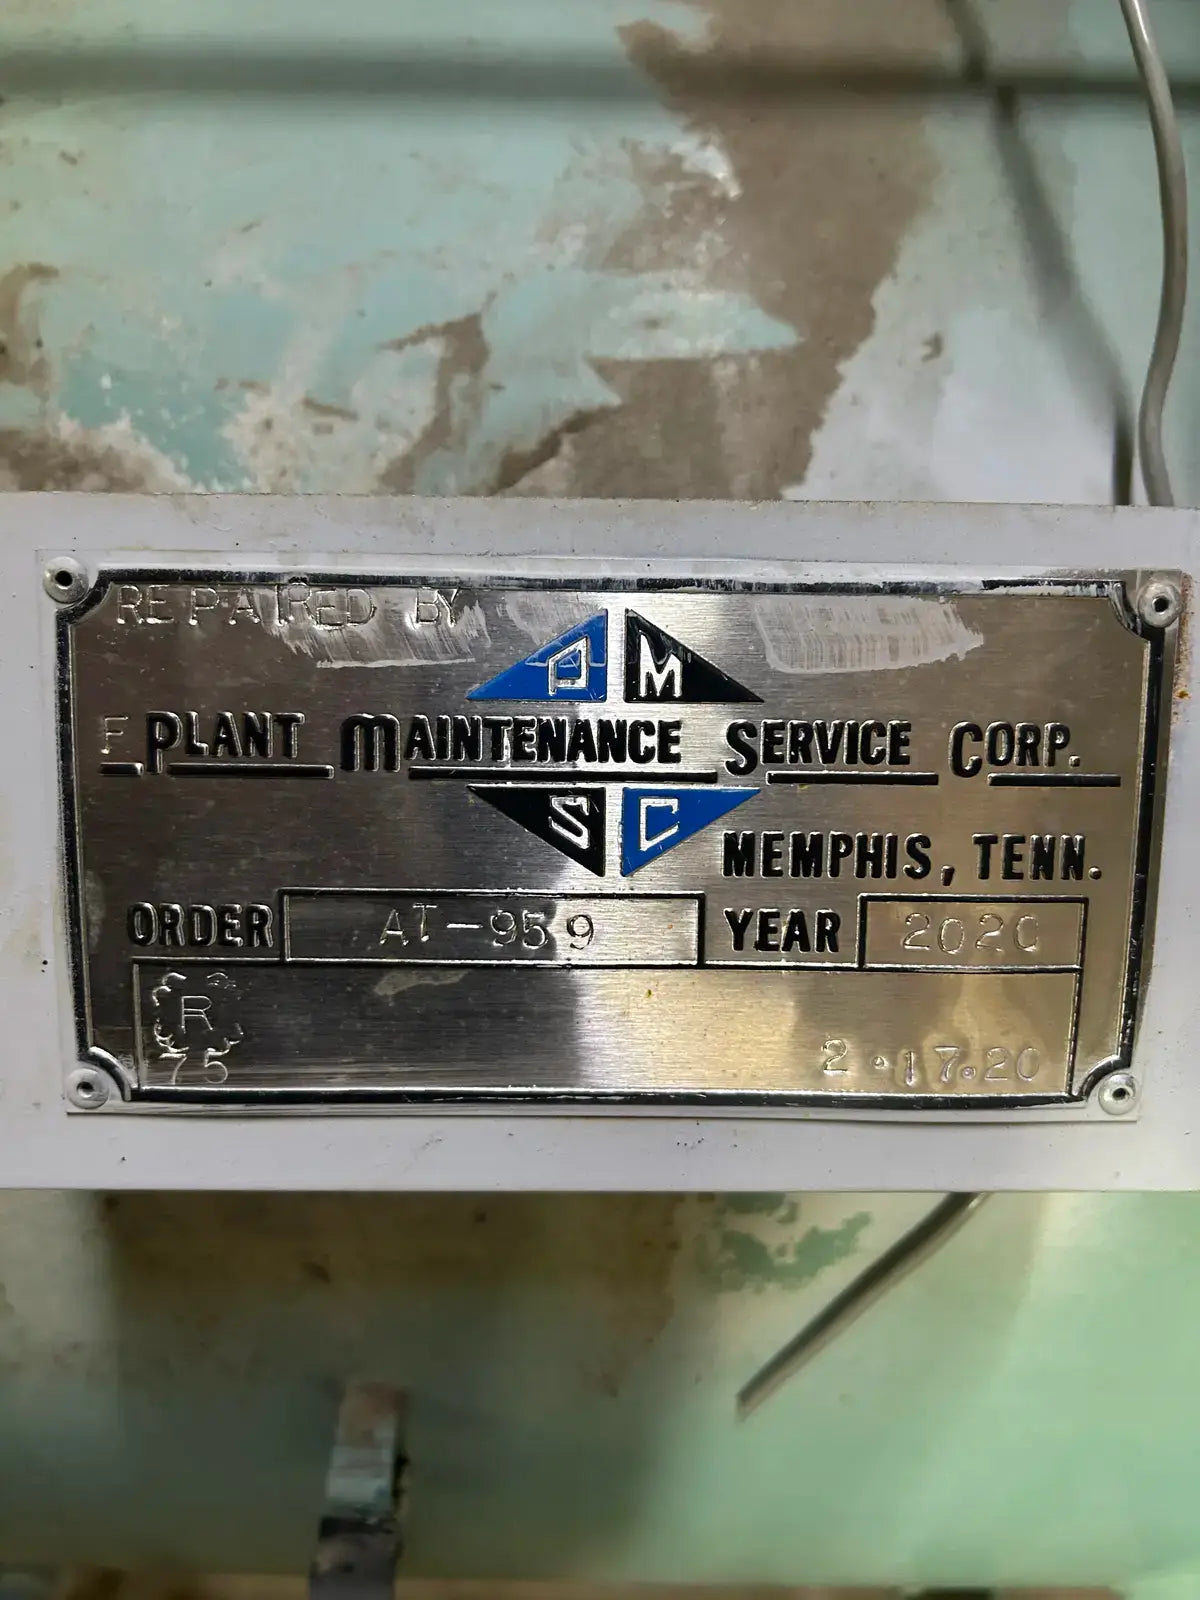 REPAIRED BY
P M
F PLANT MAINTENANCE SERVICE CORP.
S C
MEMPHIS, TENN.
ORDER AT-959 YEAR 2020
R
75 2.17.20